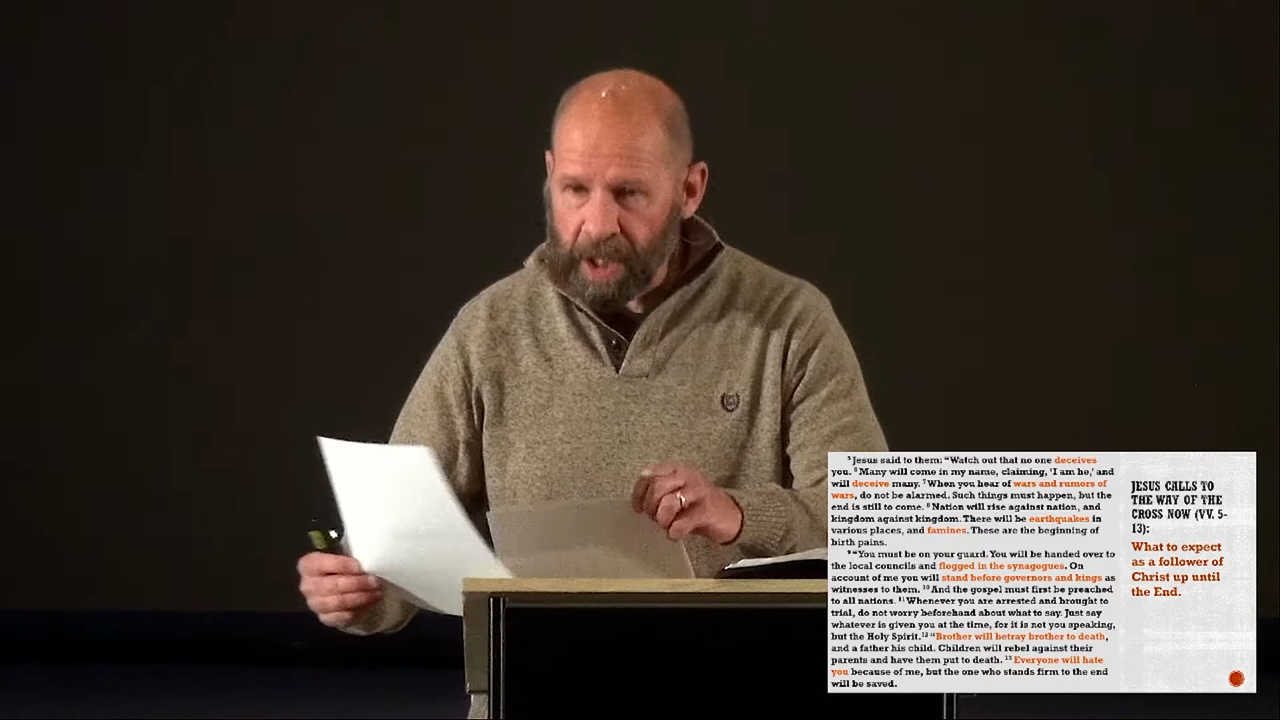 ⁵Jesus said to them: “Watch out that no one deceives
you. ⁶Many will come in my name, claiming, ‘I am he,’ and
will deceive many. ⁷When you hear of wars and rumors of
wars, do not be alarmed. Such things must happen, but the
end is still to come. ⁸Nation will rise against nation, and
kingdom against kingdom. There will be earthquakes in
various places, and famines. These are the beginning of
birth pains.
⁹“You must be on your guard. You will be handed over to
the local councils and flogged in the synagogues. On
account of me you will stand before governors and kings as
witnesses to them. ¹⁰And the gospel must first be preached
to all nations. ¹¹Whenever you are arrested and brought to
trial, do not worry beforehand about what to say. Just say
whatever is given you at the time, for it is not you speaking,
but the Holy Spirit.¹²“Brother will betray brother to death,
and a father his child. Children will rebel against their
parents and have them put to death. ¹³Everyone will hate
you because of me, but the one who stands firm to the end
will be saved.
JESUS CALLS TO
THE WAY OF THE
CROSS NOW (VV. 5-
13):
What to expect
as a follower of
Christ up until
the End.